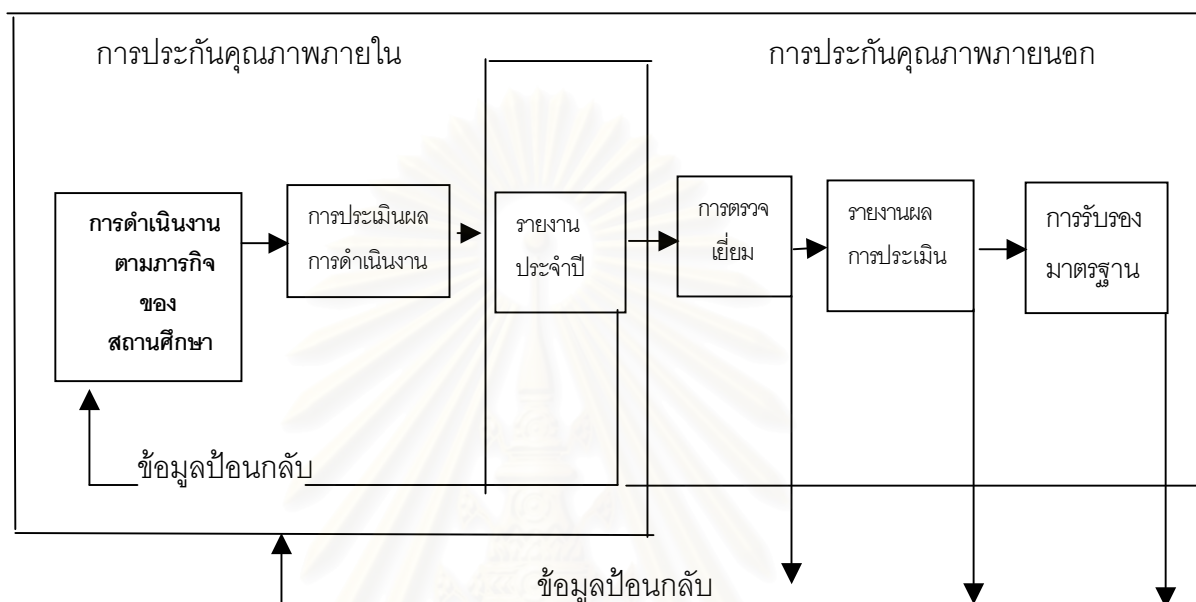 การประกันคุณภาพภายใน
การประกันคุณภาพภายนอก
การดำเนินงาน
ตามภารกิจ
ของ
สถานศึกษา
การประเมินผล
การดำเนินงาน
รายงาน
ประจำปี
การตรวจ
เยี่ยม
รายงานผล
การประเมิน
การรับรอง
มาตรฐาน
ข้อมูลป้อนกลับ
ข้อมูลป้อนกลับ